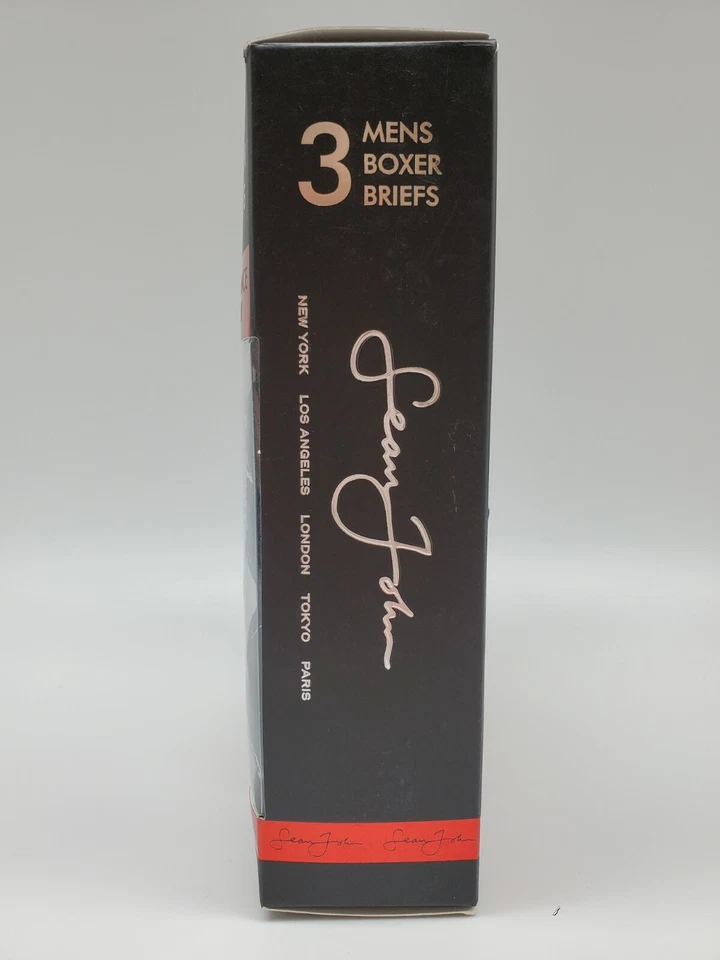 3 MENS
BOXER
BRIEFS
Sean John
NEW YORK LOS ANGELES LONDON TOKYO PARIS
Sean John Sean John